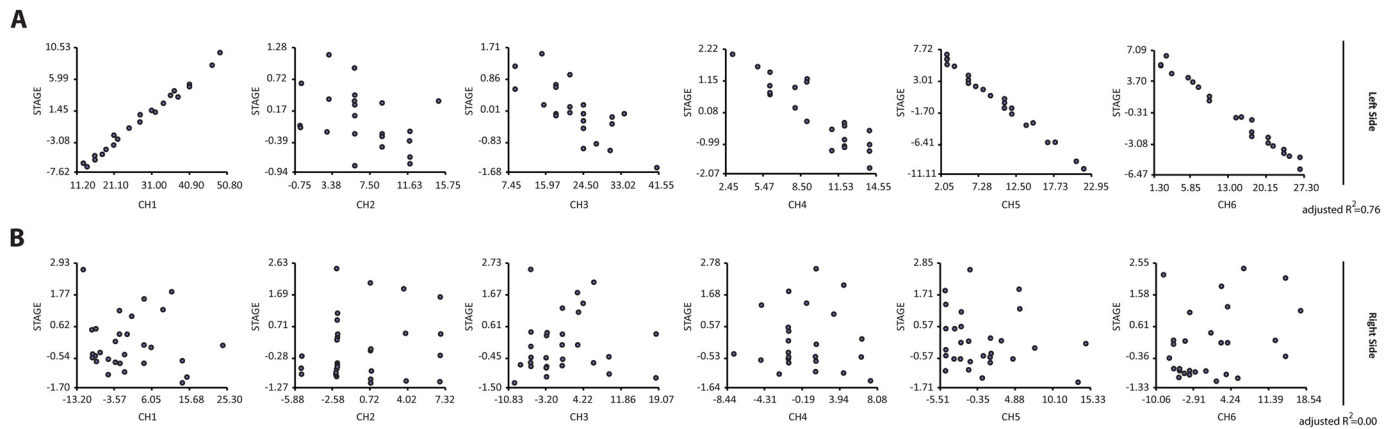 A
10.53 5.99 1.45 -3.08 -7.62
STAGE
11.20 21.10 31.00 40.90 50.80
CH1
1.28 0.72 0.17 -0.39 -0.94
STAGE
-0.75 3.38 7.50 11.63 15.75
CH2
1.71 0.86 0.01 -0.83 -1.68
STAGE
7.45 15.97 24.50 33.02 41.55
CH3
2.22 1.15 0.08 -0.99 -2.07
STAGE
2.45 5.47 8.50 11.53 14.55
CH4
7.72 3.01 -1.70 -6.41 -11.11
STAGE
2.05 7.28 12.50 17.73 22.95
CH5
7.09 3.70 -0.31 -3.08 -6.47
STAGE
1.30 5.85 13.00 20.15 27.30
CH6
Left Side
adjusted R²=0.76
B
2.93 1.77 0.62 -0.54 -1.70
STAGE
-13.20 -3.57 6.05 15.68 25.30
CH1
2.63 1.67 0.71 -0.28 -1.27
STAGE
-5.88 -2.58 0.72 4.02 7.32
CH2
2.73 1.69 0.64 -0.45 -1.50
STAGE
-10.89 -3.20 4.22 11.86 19.07
CH3
2.78 1.68 0.57 -0.53 -1.64
STAGE
-8.44 -4.31 -0.19 3.94 8.08
CH4
2.85 1.71 0.57 -0.57 -1.71
STAGE
-5.51 -0.35 4.88 10.10 15.33
CH5
2.55 1.58 0.61 -0.36 -1.33
STAGE
-10.06 -2.91 4.24 11.39 18.54
CH6
Right Side
adjusted R²=0.00